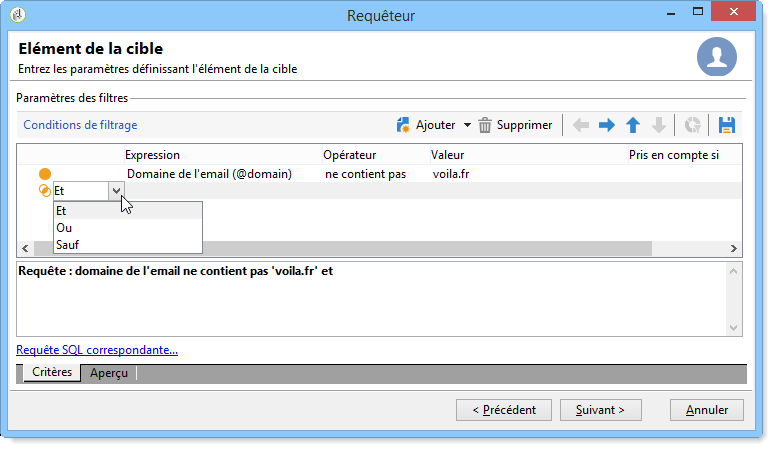 Requêteur
Elément de la cible
Entrez les paramètres définissant l'élément de la cible
Paramètres des filtres
Conditions de filtrage Ajouter Supprimer
Expression Opérateur Valeur Pris en compte si
Domaine de l'email (@domain) ne contient pas voila.fr
Et
Et
Ou
Sauf
Requête : domaine de l'email ne contient pas 'voila.fr' et
Requête SQL correspondante...
Critères Aperçu
< Précédent Suivant > Annuler